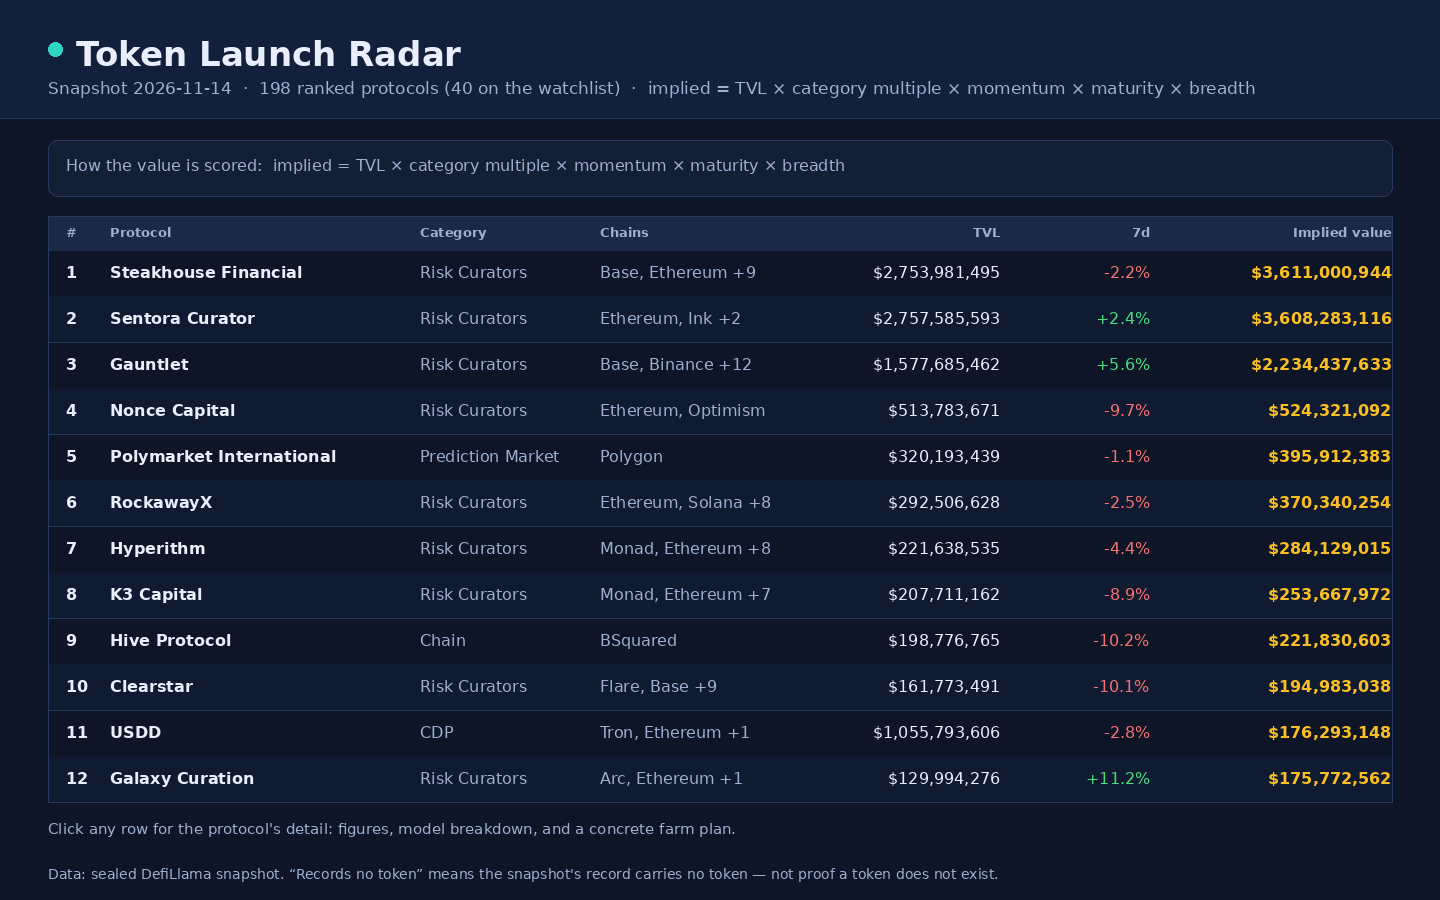 Token Launch Radar
Snapshot 2026-11-14 · 198 ranked protocols (40 on the watchlist) · implied = TVL × category multiple × momentum × maturity × breadth
How the value is scored: implied = TVL × category multiple × momentum × maturity × breadth
# Protocol Category Chains TVL 7d Implied value
1 Steakhouse Financial Risk Curators Base, Ethereum +9 $2,753,981,495 -2.2% $3,611,000,944
2 Sentora Curator Risk Curators Ethereum, Ink +2 $2,757,585,593 +2.4% $3,608,283,116
3 Gauntlet Risk Curators Base, Binance +12 $1,577,685,462 +5.6% $2,234,437,633
4 Nonce Capital Risk Curators Ethereum, Optimism $513,783,671 -9.7% $524,321,092
5 Polymarket International Prediction Market Polygon $320,193,439 -1.1% $395,912,383
6 RockawayX Risk Curators Ethereum, Solana +8 $292,506,628 -2.5% $370,340,254
7 Hyperithm Risk Curators Monad, Ethereum +8 $221,638,535 -4.4% $284,129,015
8 K3 Capital Risk Curators Monad, Ethereum +7 $207,711,162 -8.9% $253,667,972
9 Hive Protocol Chain BSquared $198,776,765 -10.2% $221,830,603
10 Clearstar Risk Curators Flare, Base +9 $161,773,491 -10.1% $194,983,038
11 USDD CDP Tron, Ethereum +1 $1,055,793,606 -2.8% $176,293,148
12 Galaxy Curation Risk Curators Arc, Ethereum +1 $129,994,276 +11.2% $175,772,562
Click any row for the protocol's detail: figures, model breakdown, and a concrete farm plan.
Data: sealed DefiLlama snapshot. “Records no token” means the snapshot's record carries no token — not proof a token does not exist.